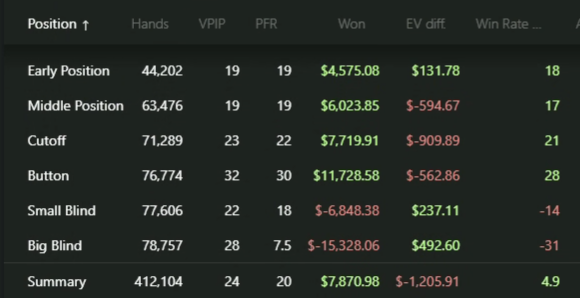 Position ↑ Hands VPIP PFR Won EV diff Win Rate ...
Early Position 44,202 19 19 $4,575.08 $131.78 18
Middle Position 63,476 19 19 $6,023.85 $-594.67 17
Cutoff 71,289 23 22 $7,719.91 $-909.89 21
Button 76,774 32 30 $11,728.58 $-562.86 28
Small Blind 77,606 22 18 $-6,848.38 $237.11 -14
Big Blind 78,757 28 7.5 $-15,328.06 $492.60 -31
Summary 412,104 24 20 $7,870.98 $-1,205.91 4.9